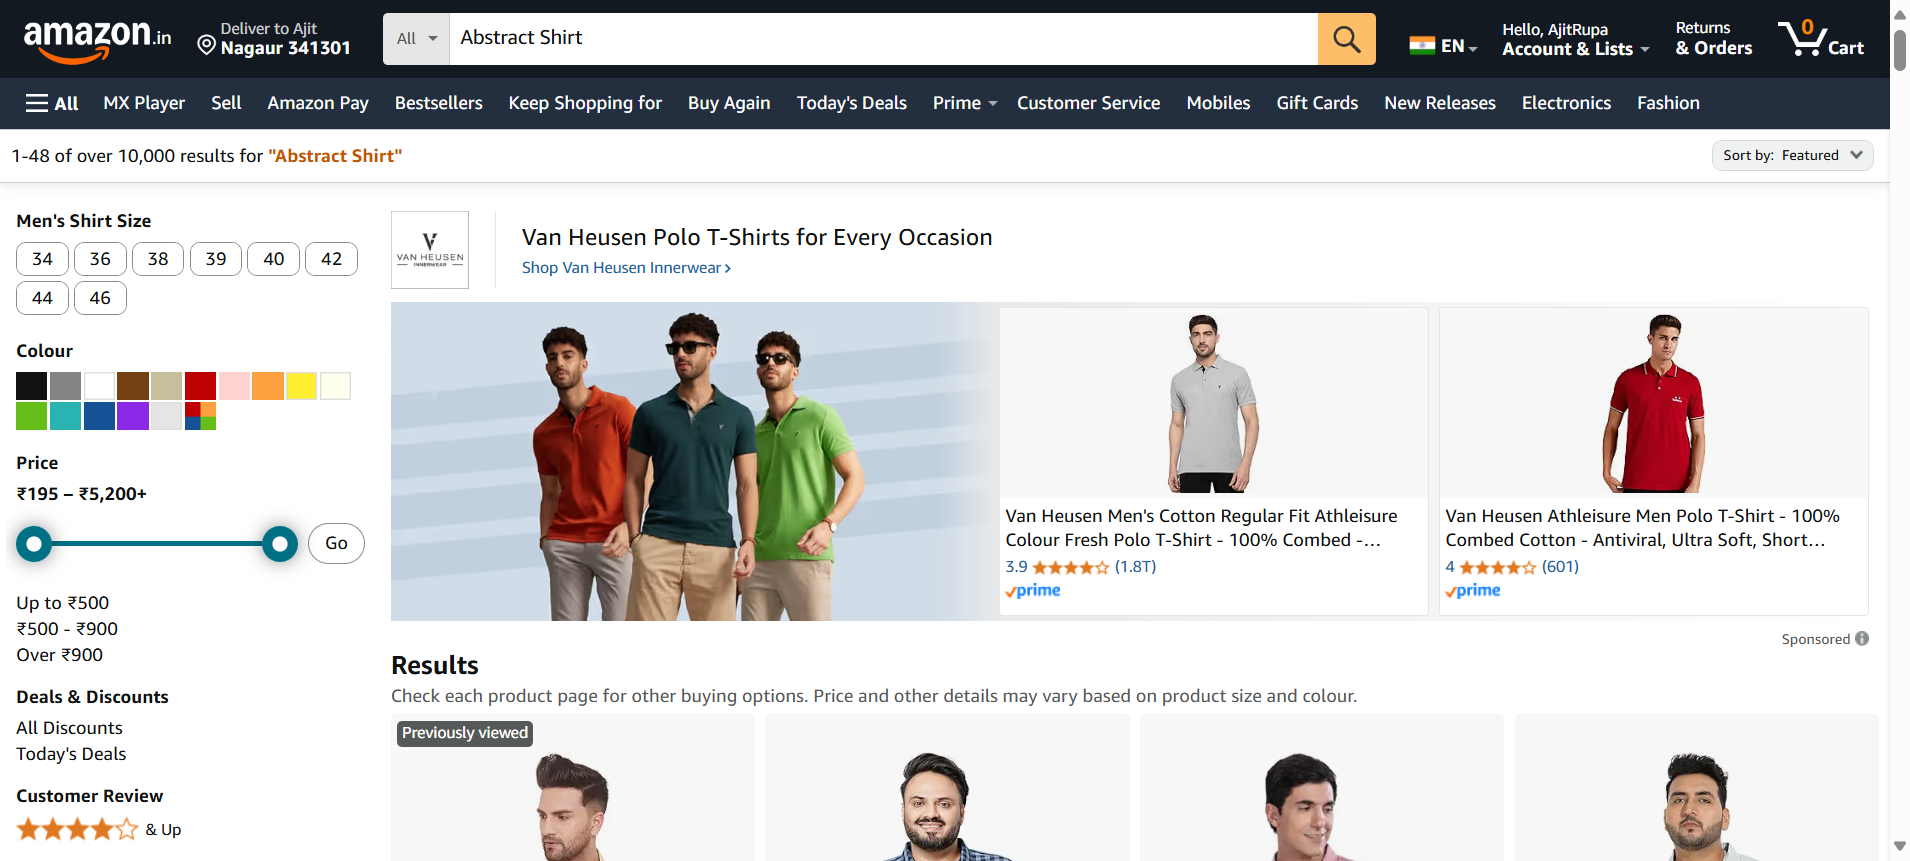 amazon.in
Deliver to Ajit
Nagaur 341301
All
Abstract Shirt
EN
Hello, AjitRupa
Account & Lists
Returns
& Orders
0
Cart
All
MX Player
Sell
Amazon Pay
Bestsellers
Keep Shopping for
Buy Again
Today's Deals
Prime
Customer Service
Mobiles
Gift Cards
New Releases
Electronics
Fashion
1-48 of over 10,000 results for "Abstract Shirt"
Sort by: Featured
Men's Shirt Size
34 36 38 39 40 42
44 46
Colour
Price
₹195 – ₹5,200+
Go
Up to ₹500
₹500 - ₹900
Over ₹900
Deals & Discounts
All Discounts
Today's Deals
Customer Review
& Up
VAN HEUSEN
INNERWEAR
Van Heusen Polo T-Shirts for Every Occasion
Shop Van Heusen Innerwear
Van Heusen Men's Cotton Regular Fit Athleisure
Colour Fresh Polo T-Shirt - 100% Combed -...
3.9 (1.8T)
prime
Van Heusen Athleisure Men Polo T-Shirt - 100%
Combed Cotton - Antiviral, Ultra Soft, Short...
4 (601)
prime
Sponsored
Results
Check each product page for other buying options. Price and other details may vary based on product size and colour.
Previously viewed